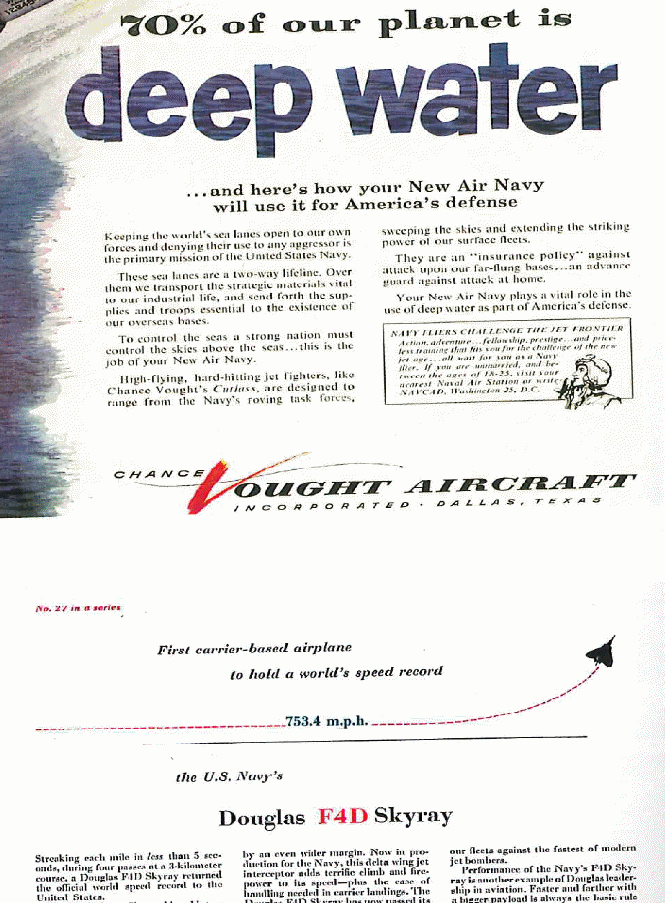 70% of our planet is
deep water
...and here's how your New Air Navy
will use it for America's defense
Keeping the world's sea lanes open to our own
forces and denying their use to any aggressor is
the primary mission of the United States Navy.
These sea lanes are a two-way lifeline. Over
them we transport the strategic materials vital
to our industrial life, and send forth the sup-
plies and troops essential to the existence of
our overseas bases.
To control the seas a strong nation must
control the skies above the seas...this is the
job of your New Air Navy.
High-flying, hard-hitting jet fighters, like
Chance Vought's Cutlass, are designed to
range from the Navy's roving task forces,
sweeping the skies and extending the striking
power of our surface fleets.
They are an "insurance policy" against
attack upon our far-flung bases...an advance
guard against attack at home.
Your New Air Navy plays a vital role in the
use of deep water as part of America's defense.
NAVY FLIERS CHALLENGE THE JET FRONTIER
Action, adventure...fellowship, prestige...and price-
less training that fits you for the challenge of the new
jet age...all wait for you as a Navy
flier. If you are unmarried, and be-
tween the ages of 18-25, visit your
nearest Naval Air Station or write
NAVCAD, Washington 25, D.C.
CHANCE
VOUGHT AIRCRAFT
INCORPORATED · DALLAS, TEXAS
No. 27 in a series
First carrier-based airplane
to hold a world's speed record
753.4 m.p.h.
the U.S. Navy's
Douglas F4D Skyray
Streaking each mile in less than 5 sec-
onds, during four passes at a 3-kilometer
course, a Douglas F4D Skyray returned
the official world speed record to the
United States.
by an even wider margin. Now in pro-
duction for the Navy, this delta wing jet
interceptor adds terrific climb and fire-
power to its speed—plus the ease of
handling needed in carrier landings. The
Douglas F4D Skyray has now passed its
our fleets against the fastest of modern
jet bombers.
Performance of the Navy's F4D Sky-
ray is another example of Douglas leader-
ship in aviation. Faster and farther with
a bigger payload is always the basic rule